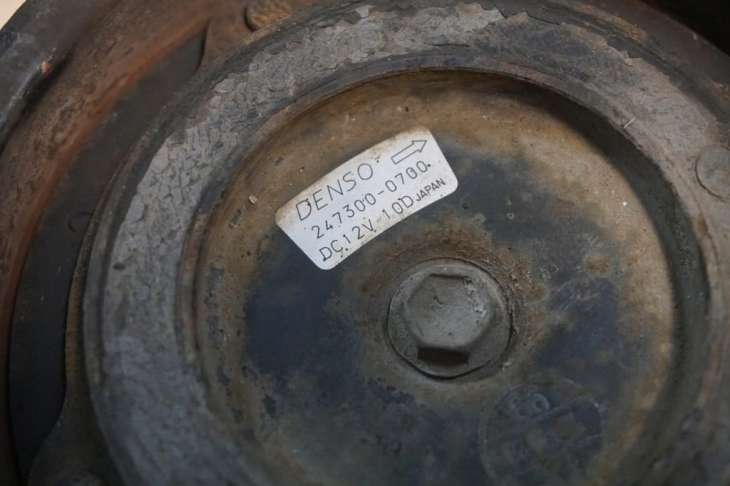 DENSO
247300-0700
DC12V 10D JAPAN